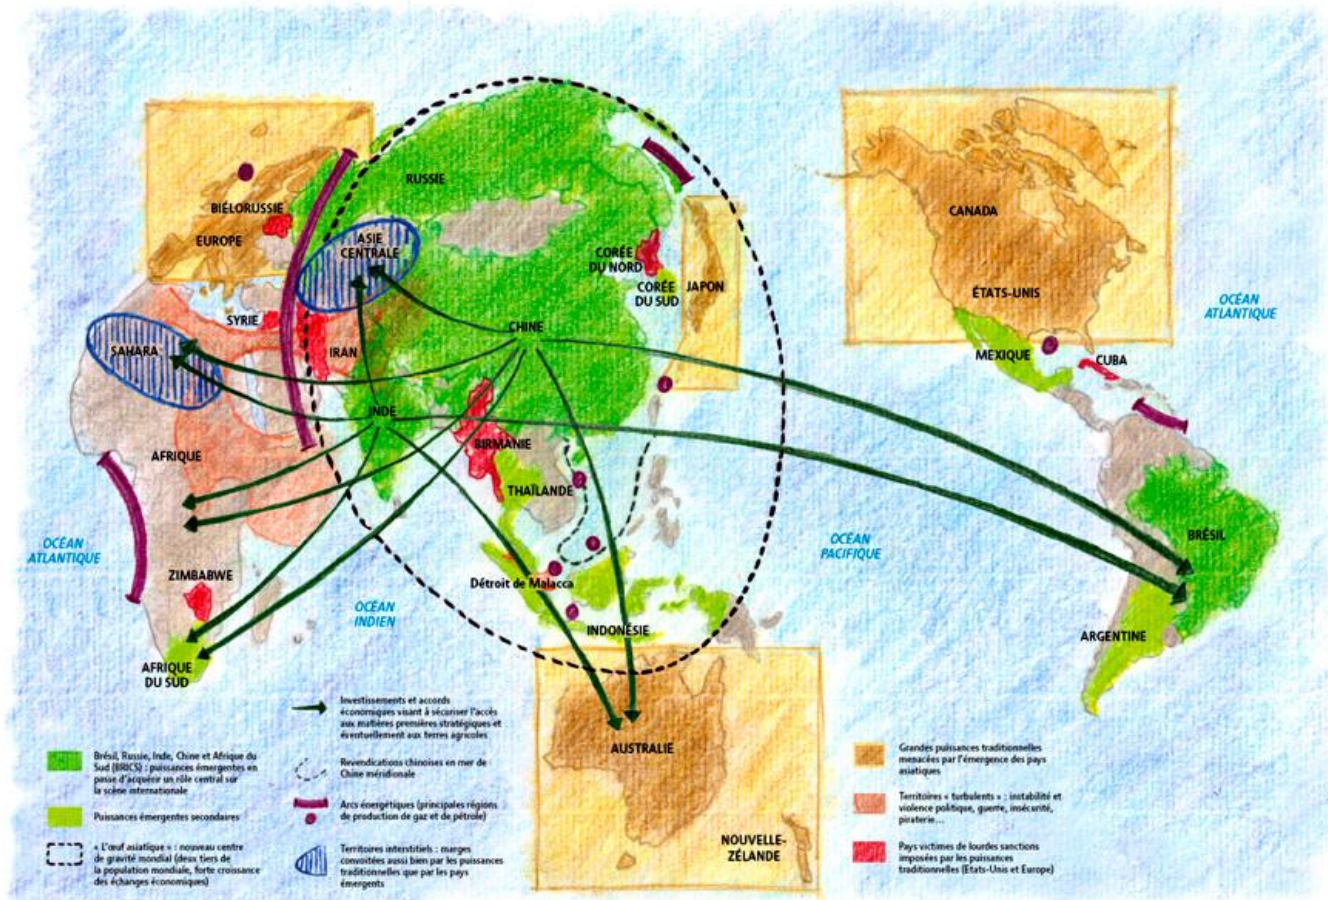 RUSSIE
BIÉLORUSSIE
EUROPE
ASIE
CENTRALE
CORÉE
DU NORD
CORÉE
DU SUD
JAPON
CANADA
ÉTATS-UNIS
OCÉAN
ATLANTIQUE
SYRIE
IRAN
CHINE
SAHARA
MEXIQUE
CUBA
INDE
BIRMANIE
AFRIQUE
THAÏLANDE
OCÉAN
ATLANTIQUE
OCÉAN
PACIFIQUE
BRÉSIL
ZIMBABWE
Détroit de Malacca
OCÉAN
INDIEN
INDONÉSIE
ARGENTINE
AFRIQUE
DU SUD
AUSTRALIE
NOUVELLE-
ZÉLANDE
Brésil, Russie, Inde, Chine et Afrique du
Sud (BRICS) : puissances émergentes en
passe d'acquérir un rôle central sur
la scène internationale
Puissances émergentes secondaires
« L'œuf asiatique » : nouveau centre
de gravité mondial (deux tiers de
la population mondiale, forte croissance
des échanges économiques)
Investissements et accords
économiques visant à sécuriser l'accès
aux matières premières stratégiques et
éventuellement aux terres agricoles
Revendications chinoises en mer de
Chine méridionale
Arcs énergétiques (principales régions
de production de gaz et de pétrole)
Territoires interstitiels : marges
convoitées aussi bien par les puissances
traditionnelles que par les pays
émergents
Grandes puissances traditionnelles
menacées par l'émergence des pays
asiatiques
Territoires « turbulents » : instabilité et
violence politique, guerre, insécurité,
piraterie...
Pays victimes de lourdes sanctions
imposées par les puissances
traditionnelles (Etats-Unis et Europe)